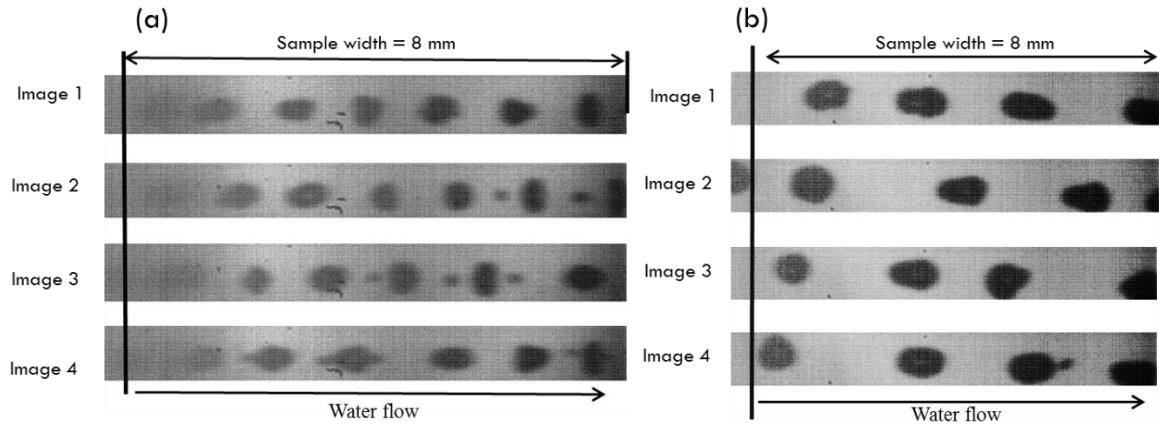 (a)
Sample width = 8 mm
Image 1
Image 2
Image 3
Image 4
Water flow
(b)
Sample width = 8 mm
Image 1
Image 2
Image 3
Image 4
Water flow